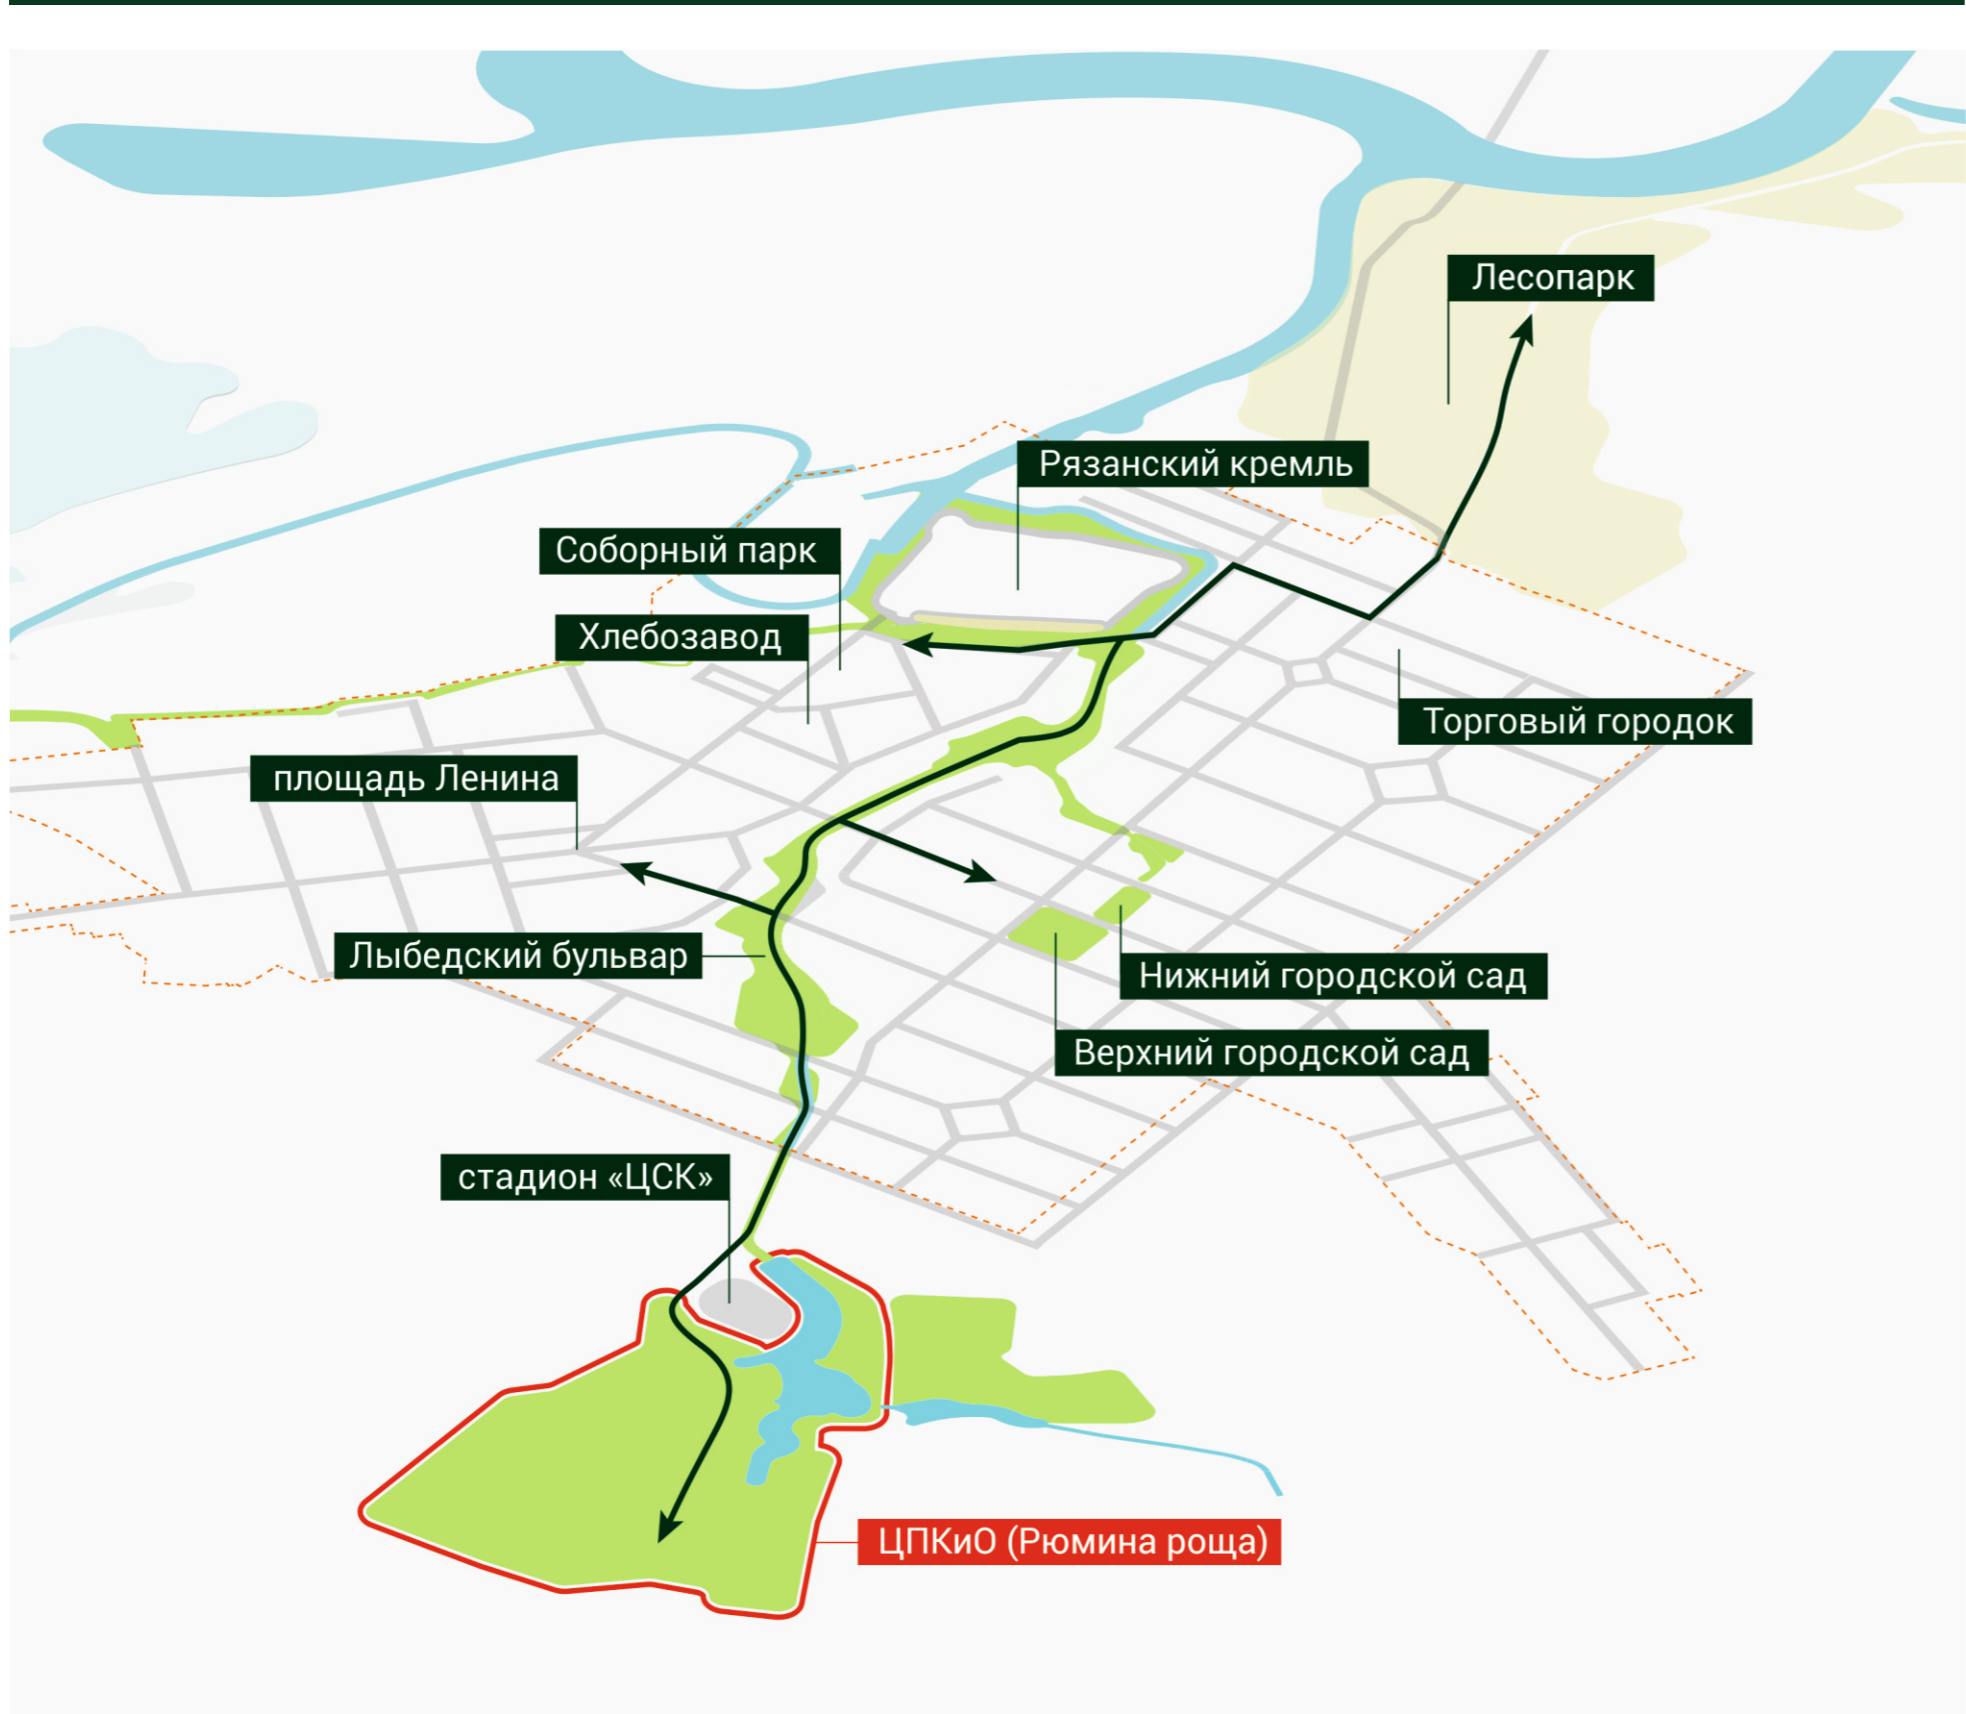 Лесопарк
Рязанский кремль
Соборный парк
Хлебозавод
Торговый городок
площадь Ленина
Лыбедский бульвар
Нижний городской сад
Верхний городской сад
стадион «ЦСК»
ЦПКиО (Рюмина роща)